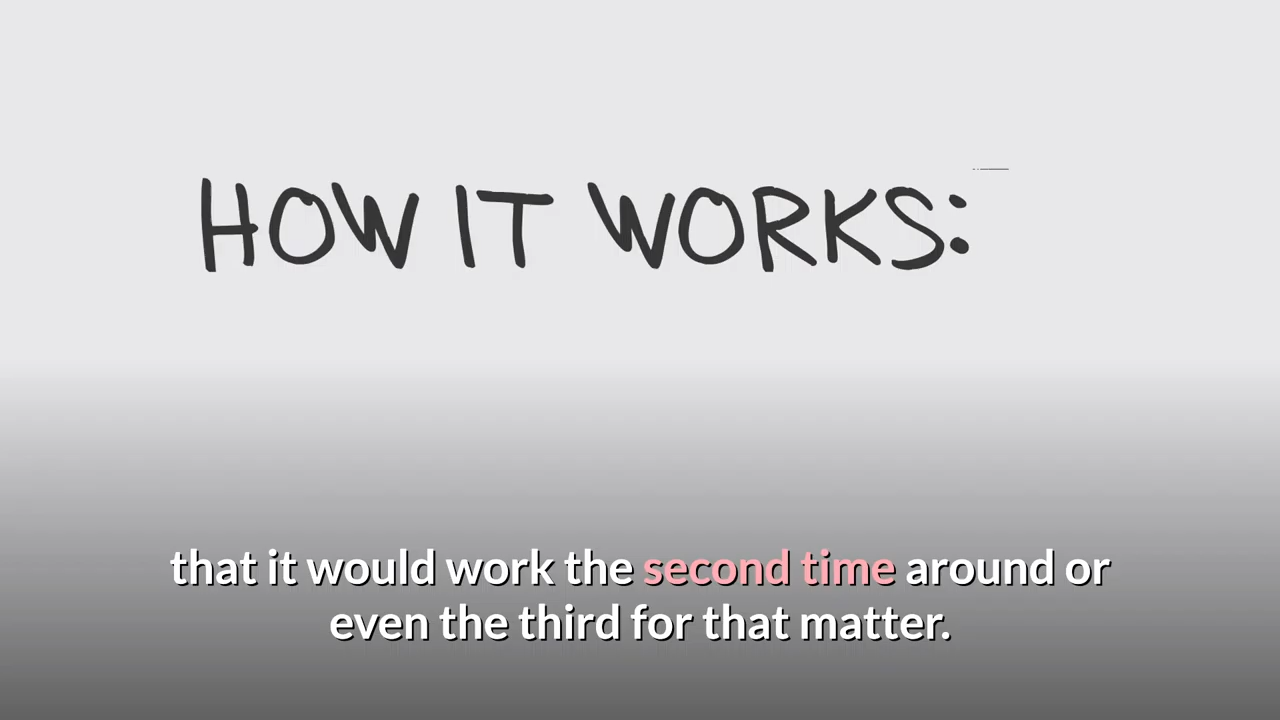 HOW IT WORKS:
that it would work the second time around or
even the third for that matter.